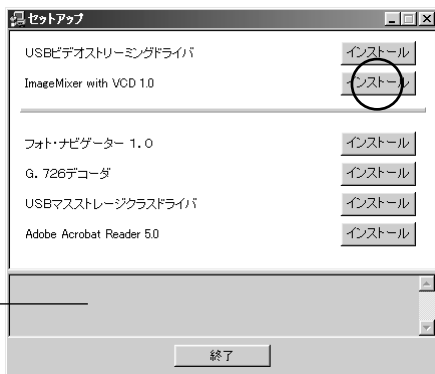 セットアップ
USBビデオストリーミングドライバ インストール
ImageMixer with VCD 1.0 インストール
フォト・ナビゲーター 1.0 インストール
G. 726デコーダ インストール
USBマスストレージクラスドライバ インストール
Adobe Acrobat Reader 5.0 インストール
終了